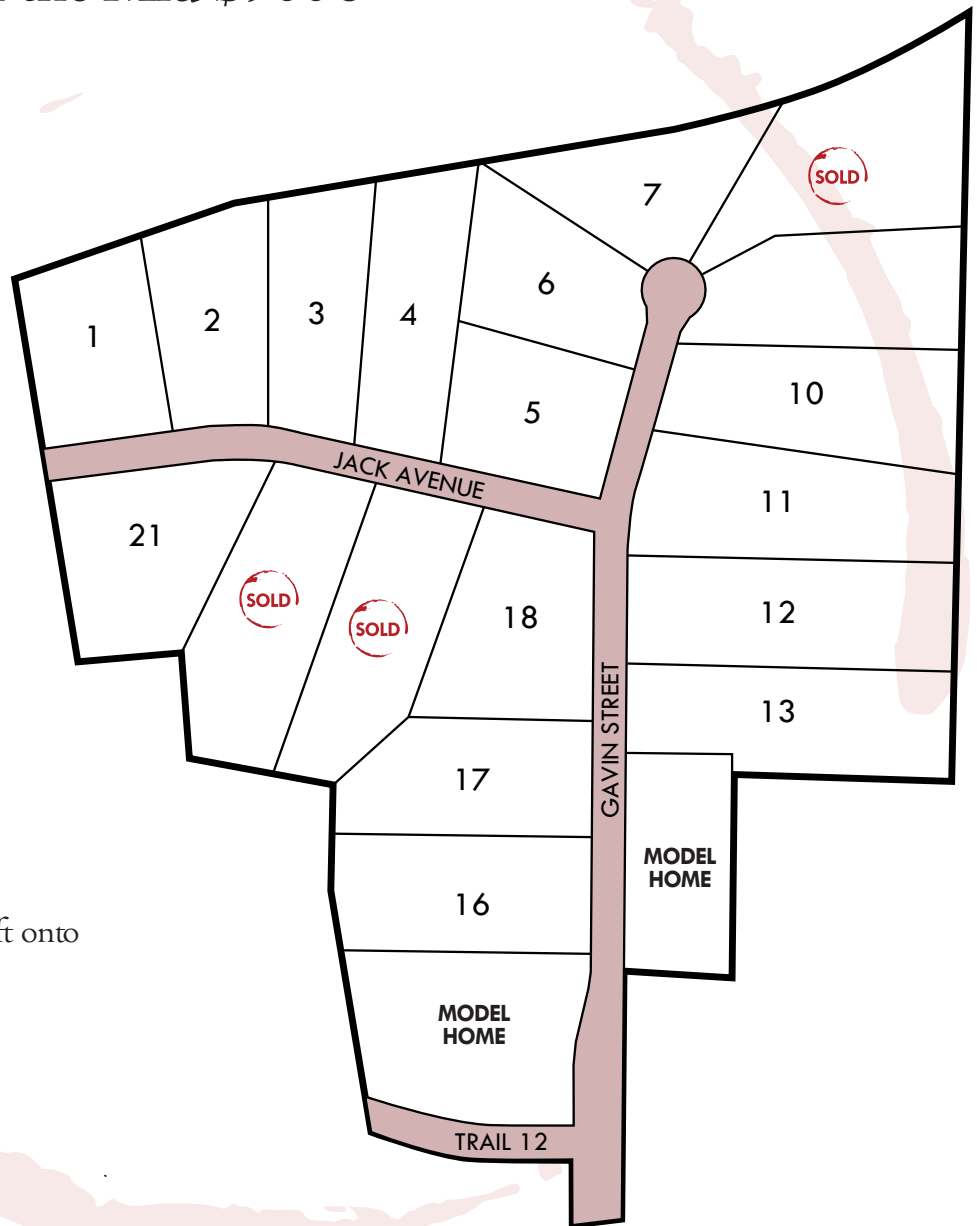 SOLD
7
6
1
2
3
4
5
10
JACK AVENUE
11
21
SOLD
SOLD
18
12
GAVIN STREET
13
17
MODEL
HOME
16
ft onto
MODEL
HOME
TRAIL 12